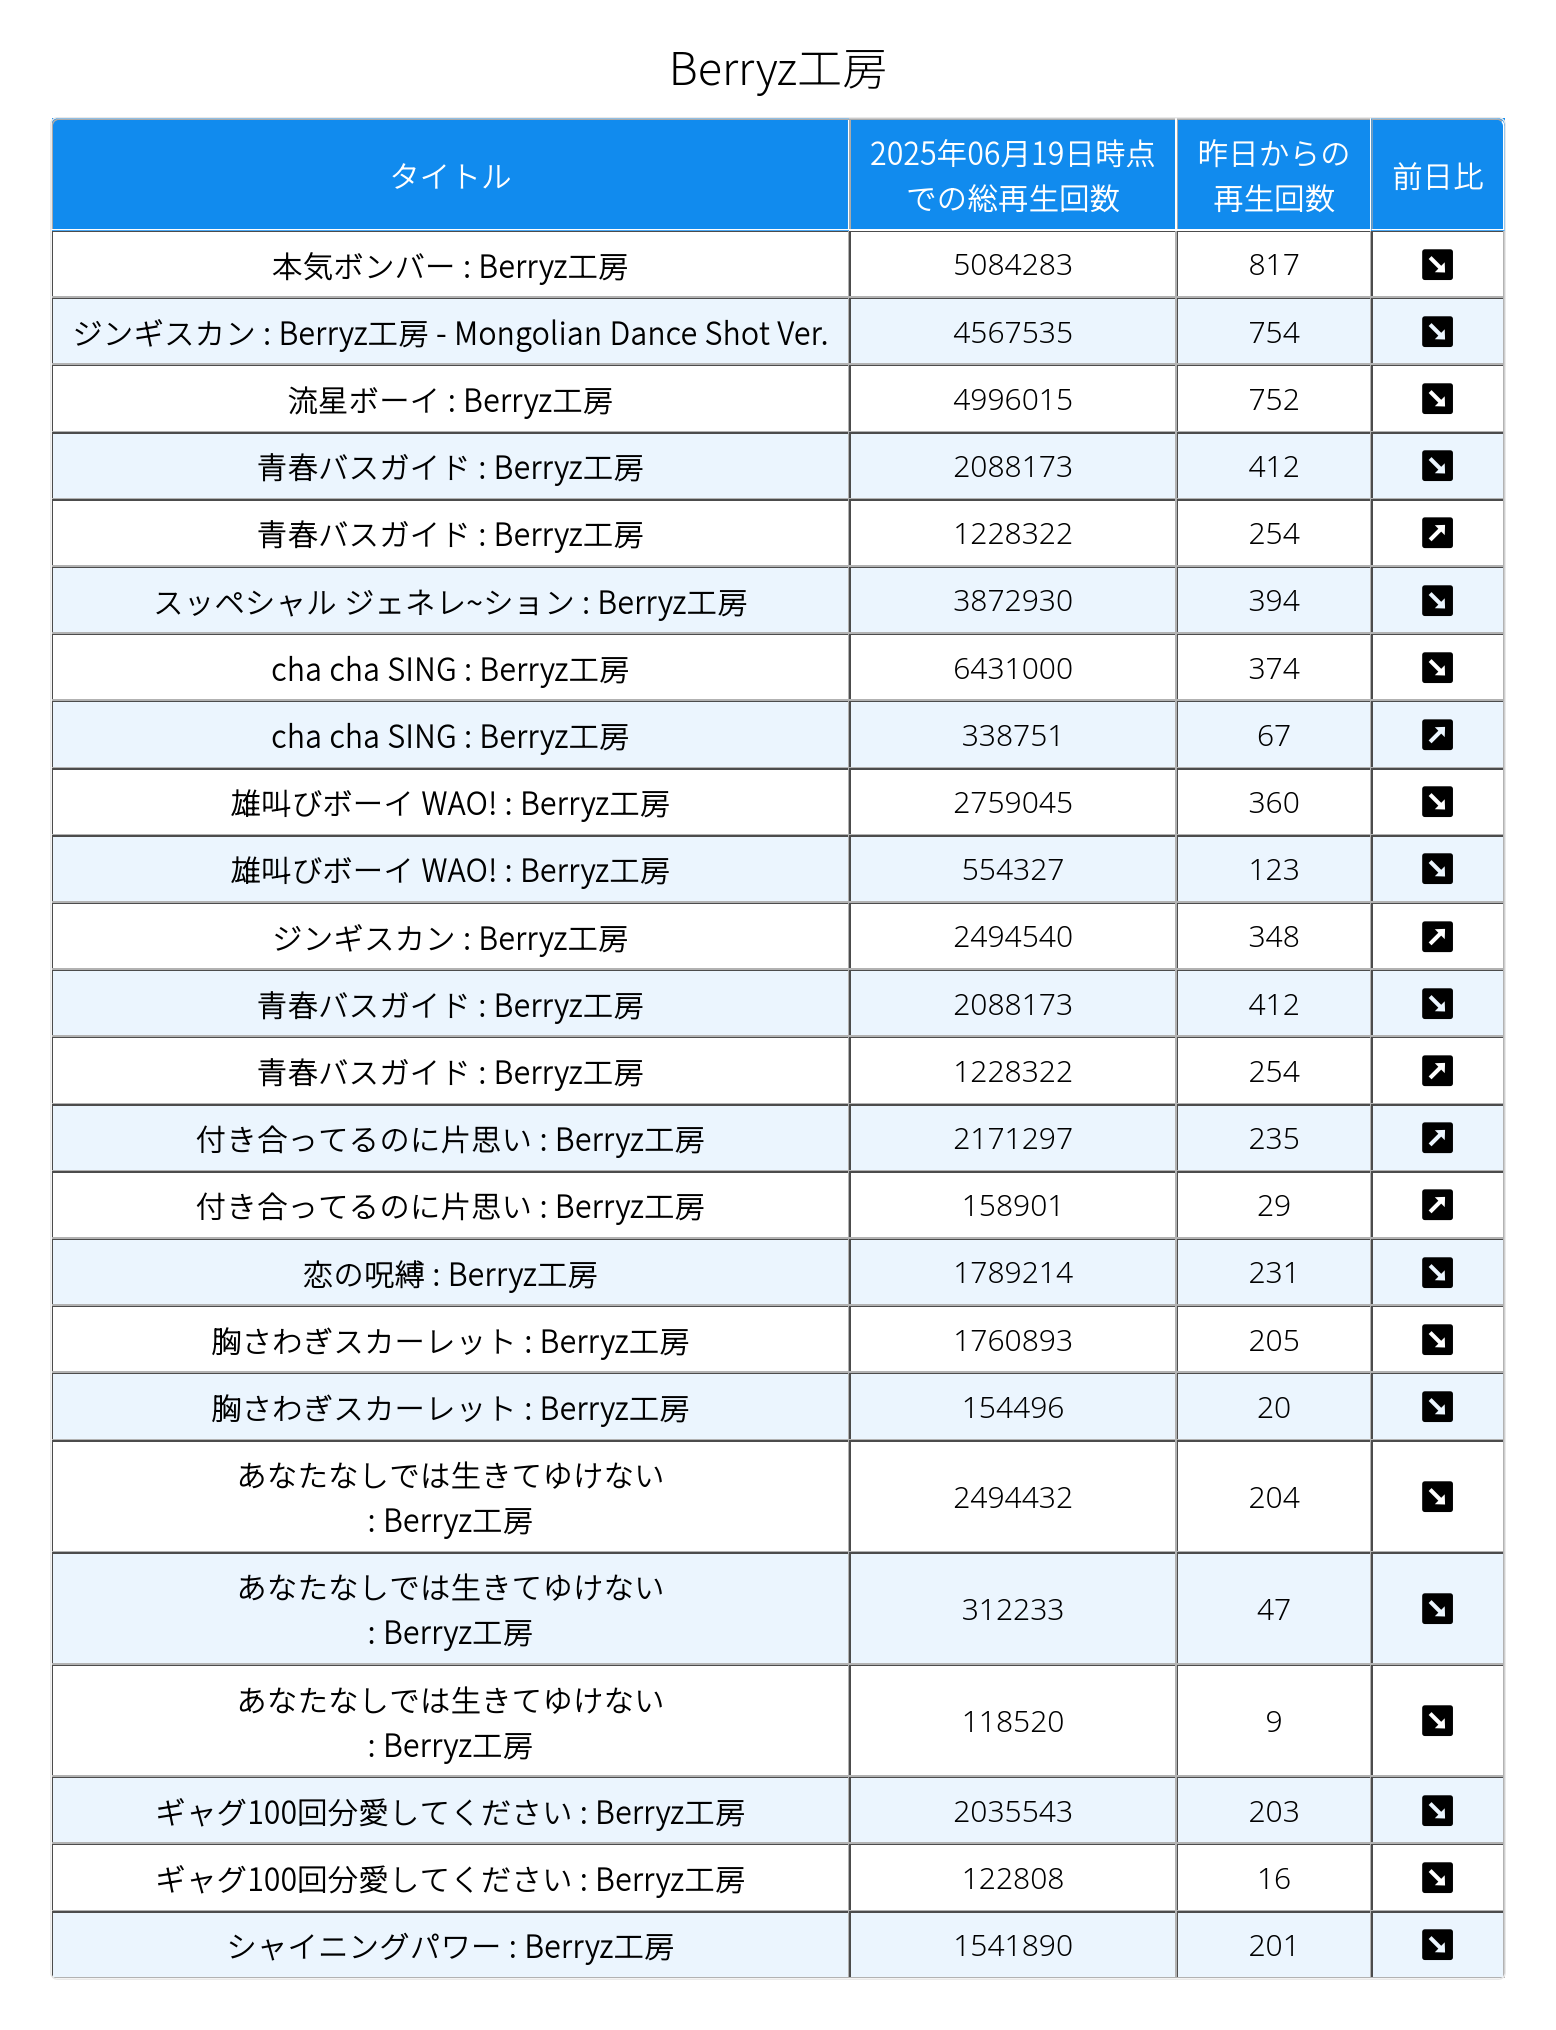 Berryz工房
タイトル
2025年06月19日時点
での総再生回数
昨日からの
再生回数
前日比
本気ボンバー : Berryz工房 5084283 817 ↘
ジンギスカン : Berryz工房 - Mongolian Dance Shot Ver. 4567535 754 ↘
流星ボーイ : Berryz工房 4996015 752 ↘
青春バスガイド : Berryz工房 2088173 412 ↘
青春バスガイド : Berryz工房 1228322 254 ↗
スッペシャル ジェネレ~ション : Berryz工房 3872930 394 ↘
cha cha SING : Berryz工房 6431000 374 ↘
cha cha SING : Berryz工房 338751 67 ↗
雄叫びボーイ WAO! : Berryz工房 2759045 360 ↘
雄叫びボーイ WAO! : Berryz工房 554327 123 ↘
ジンギスカン : Berryz工房 2494540 348 ↗
青春バスガイド : Berryz工房 2088173 412 ↘
青春バスガイド : Berryz工房 1228322 254 ↗
付き合ってるのに片思い : Berryz工房 2171297 235 ↗
付き合ってるのに片思い : Berryz工房 158901 29 ↗
恋の呪縛 : Berryz工房 1789214 231 ↘
胸さわぎスカーレット : Berryz工房 1760893 205 ↘
胸さわぎスカーレット : Berryz工房 154496 20 ↘
あなたなしでは生きてゆけない
: Berryz工房 2494432 204 ↘
あなたなしでは生きてゆけない
: Berryz工房 312233 47 ↘
あなたなしでは生きてゆけない
: Berryz工房 118520 9 ↘
ギャグ100回分愛してください : Berryz工房 2035543 203 ↘
ギャグ100回分愛してください : Berryz工房 122808 16 ↘
シャイニングパワー : Berryz工房 1541890 201 ↘